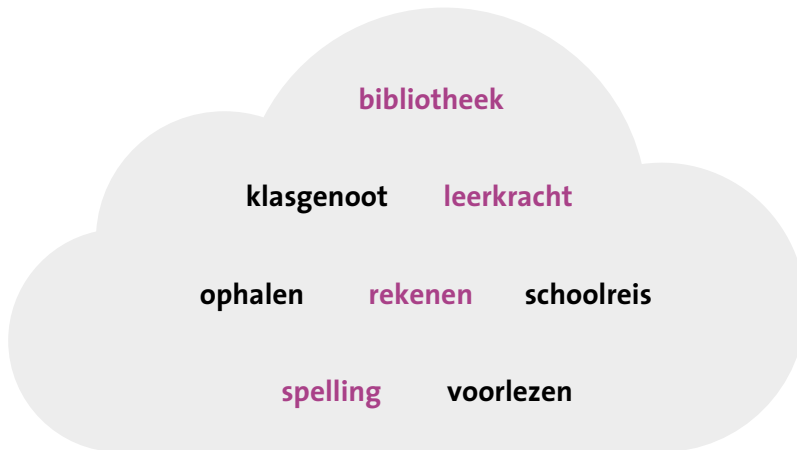 bibliotheek
klasgenoot leerkracht
ophalen rekenen schoolreis
spelling voorlezen